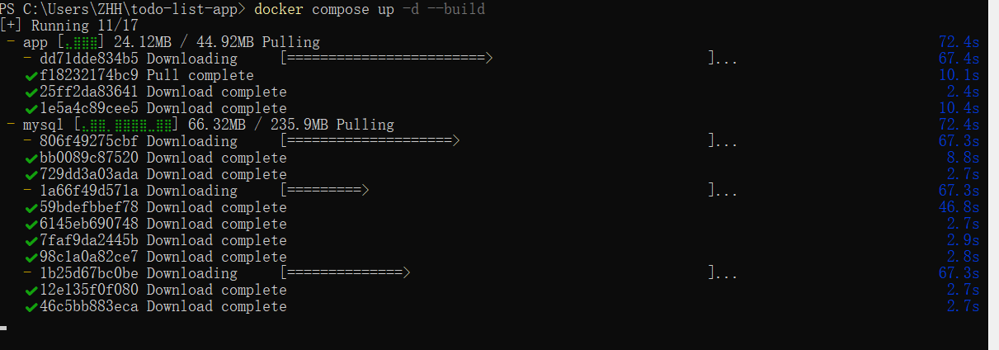 PS C:\Users\ZHH\todo-list-app> docker compose up -d --build
[+] Running 11/17
- app [⣀⣿⣿⣿] 24.12MB / 44.92MB Pulling 72.4s
- dd71dde834b5 Downloading [========================> ]... 67.4s
✔f18232174bc9 Pull complete 10.1s
✔25ff2da83641 Download complete 2.4s
✔1e5a4c89cee5 Download complete 10.4s
- mysql [⣀⣿⣿⡀⣿⣿⣿⣿⣀⣿⣿] 66.32MB / 235.9MB Pulling 72.4s
- 806f49275cbf Downloading [====================> ]... 67.3s
✔bb0089c87520 Download complete 8.8s
✔729dd3a03ada Download complete 2.7s
- 1a66f49d571a Downloading [=========> ]... 67.3s
✔59bdefbbef78 Download complete 46.8s
✔6145eb690748 Download complete 2.7s
✔7faf9da2445b Download complete 2.9s
✔98c1a0a82ce7 Download complete 2.8s
- 1b25d67bc0be Downloading [==============> ]... 67.3s
✔12e135f0f080 Download complete 2.7s
✔46c5bb883eca Download complete 2.7s